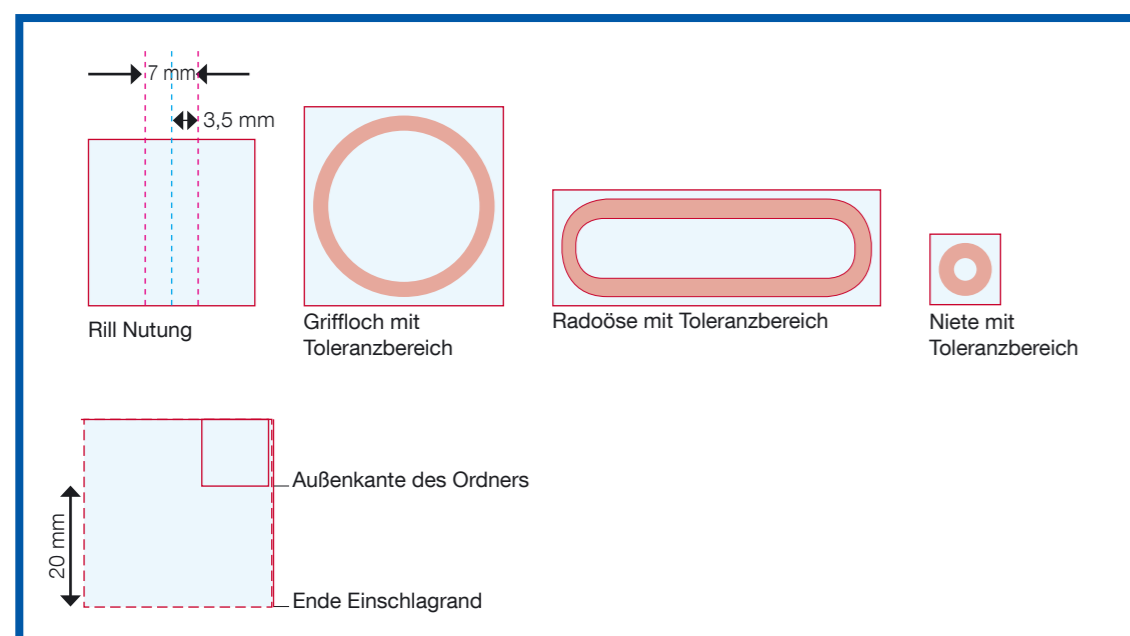 7 mm
3,5 mm
Rill Nutung
Griffloch mit
Toleranzbereich
Radoöse mit Toleranzbereich
Niete mit
Toleranzbereich
Außenkante des Ordners
20 mm
Ende Einschlagrand